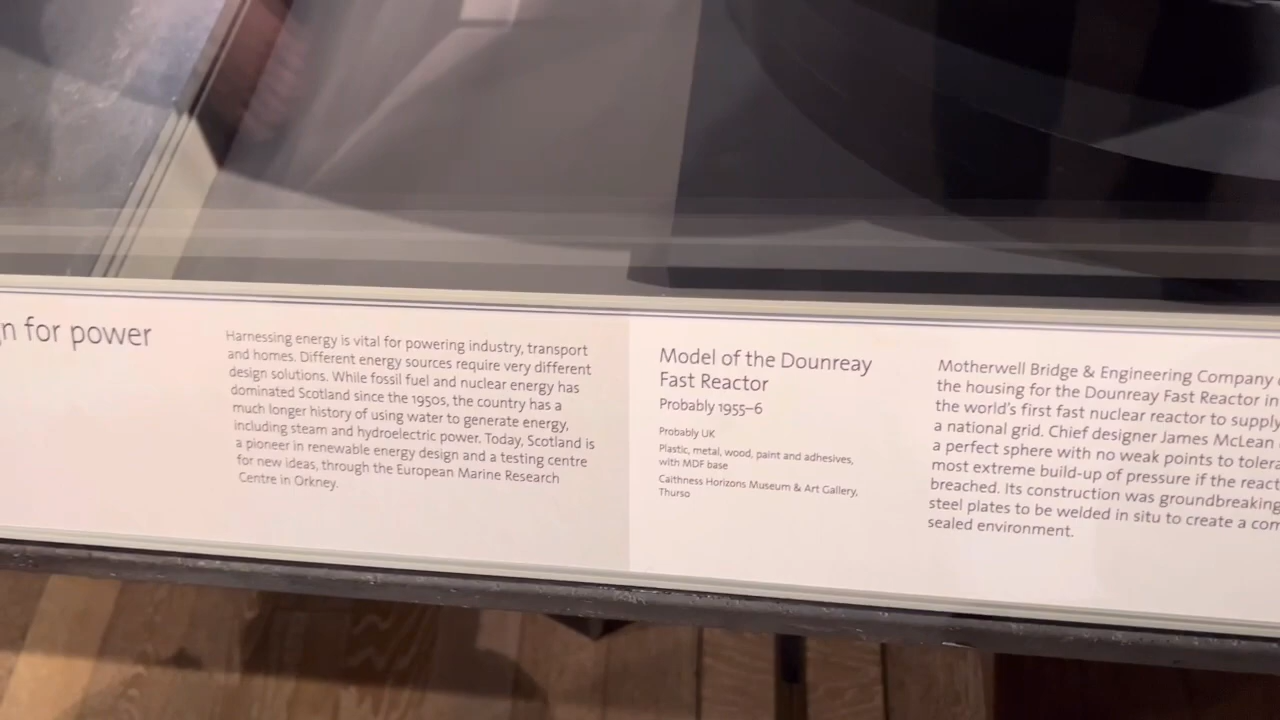 for power
Harnessing energy is vital for powering industry, transport
and homes. Different energy sources require very different
design solutions. While fossil fuel and nuclear energy has
dominated Scotland since the 1950s, the country has a
much longer history of using water to generate energy,
including steam and hydroelectric power. Today, Scotland is
a pioneer in renewable energy design and a testing centre
for new ideas, through the European Marine Research
Centre in Orkney.
Model of the Dounreay
Fast Reactor
Probably 1955–6
Probably UK
Plastic, metal, wood, paint and adhesives,
with MDF base
Caithness Horizons Museum & Art Gallery,
Thurso
Motherwell Bridge & Engineering Company
the housing for the Dounreay Fast Reactor in
the world's first fast nuclear reactor to supply
a national grid. Chief designer James McLean
a perfect sphere with no weak points to
most extreme build-up of pressure if the
breached. Its construction was groundbreaking
steel plates to be welded in situ to create a
sealed environment.